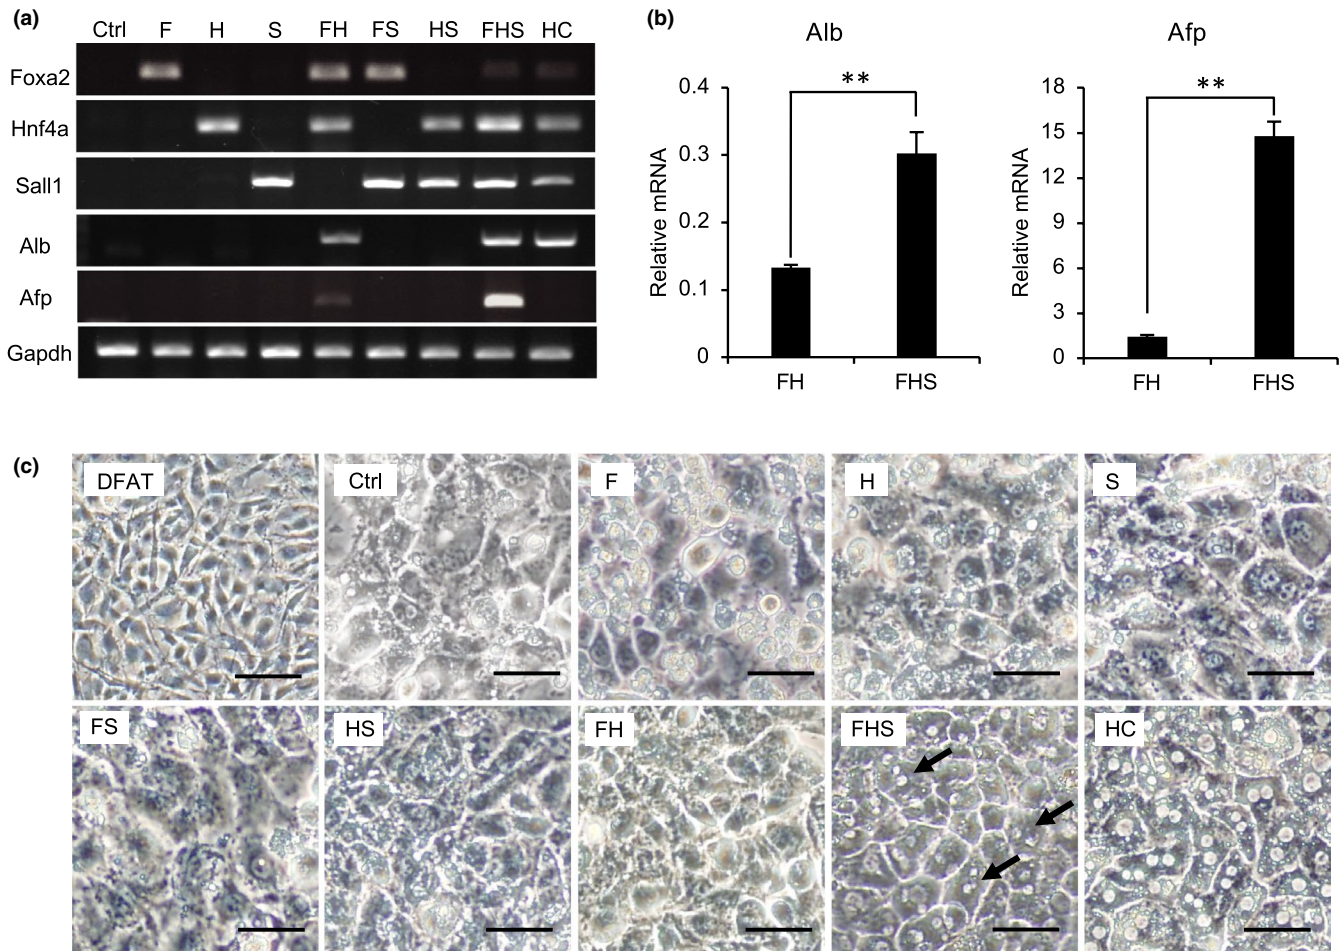 (a)
Ctrl F H S FH FS HS FHS HC
Foxa2
Hnf4a
Sall1
Alb
Afp
Gapdh
(b)
Alb
**
Relative mRNA
0.4
0.3
0.2
0.1
0
FH FHS
Afp
**
Relative mRNA
18
15
12
9
6
3
0
FH FHS
(c)
DFAT Ctrl F H S
FS HS FH FHS HC